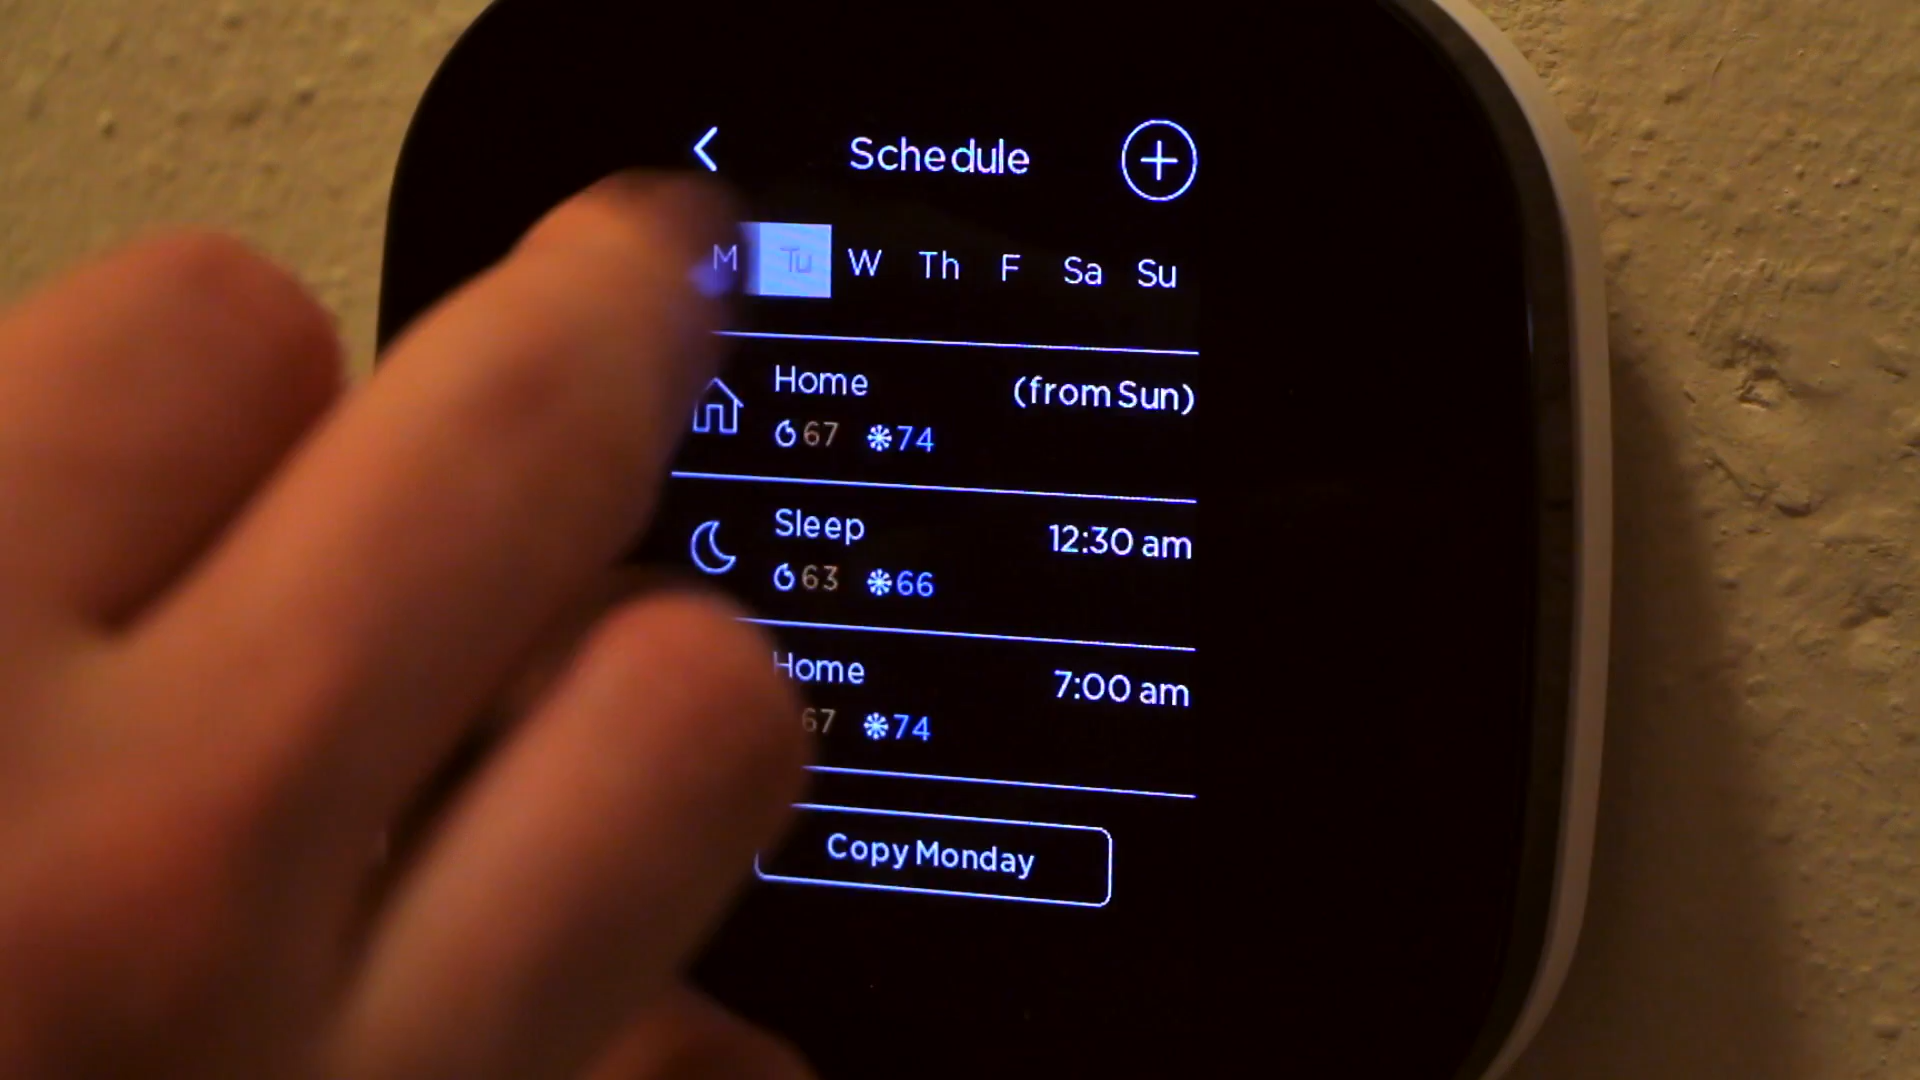 Schedule
M Tu W Th F Sa Su
Home (from Sun)
67 74
Sleep 12:30 am
63 66
Home 7:00 am
67 74
Copy Monday